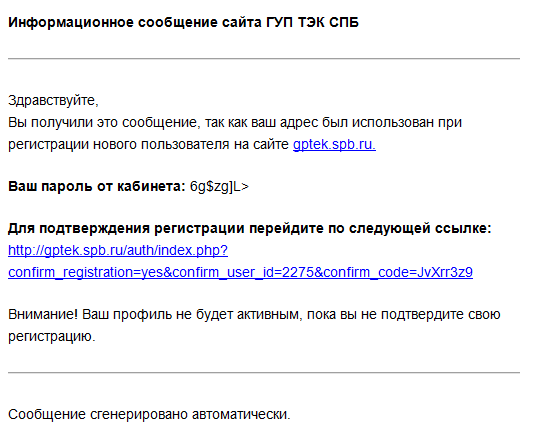 Информационное сообщение сайта ГУП ТЭК СПБ
Здравствуйте,
Вы получили это сообщение, так как ваш адрес был использован при
регистрации нового пользователя на сайте gptek.spb.ru.
Ваш пароль от кабинета: 6g$zg]L>
Для подтверждения регистрации перейдите по следующей ссылке:
http://gptek.spb.ru/auth/index.php?
confirm_registration=yes&confirm_user_id=2275&confirm_code=JvXrr3z9
Внимание! Ваш профиль не будет активным, пока вы не подтвердите свою
регистрацию.
Сообщение сгенерировано автоматически.